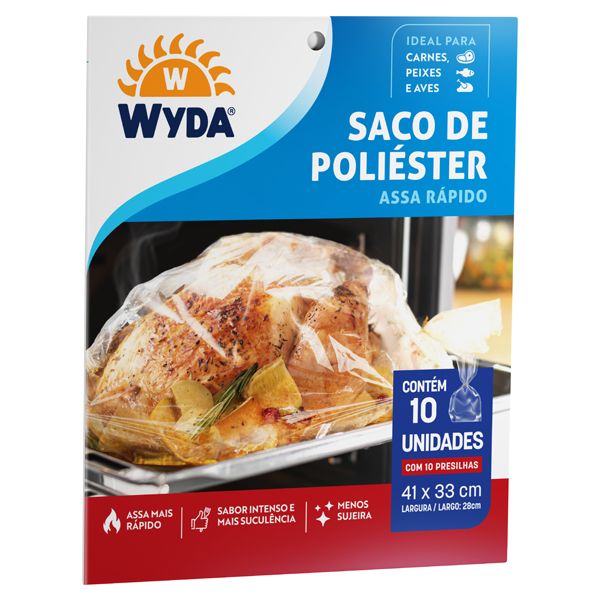 W
WYDA®
IDEAL PARA
CARNES,
PEIXES
E AVES
SACO DE
POLIÉSTER
ASSA RÁPIDO
CONTÉM
10
UNIDADES
COM 10 PRESILHAS
41 x 33 cm
LARGURA / LARGO: 28cm
ASSA MAIS
RÁPIDO
SABOR INTENSO E
MAIS SUCULÊNCIA
MENOS
SUJEIRA